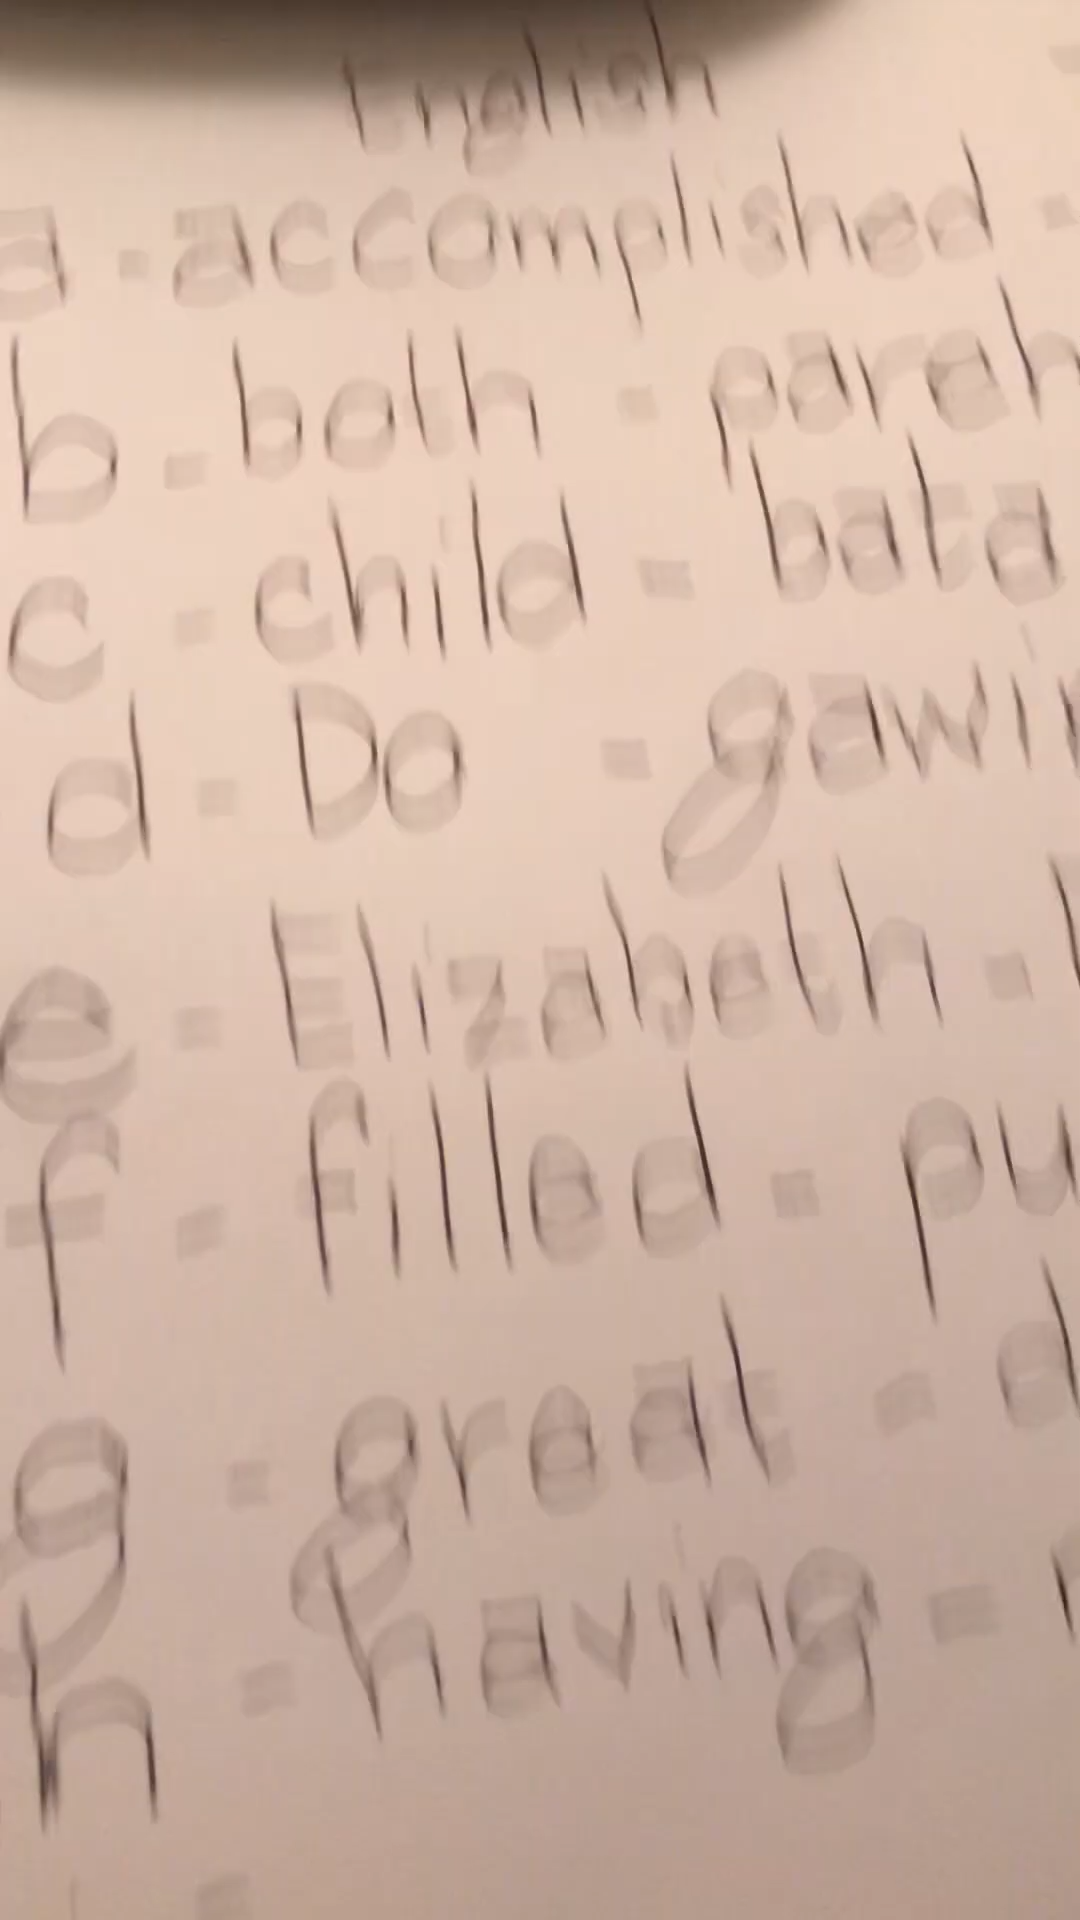 English
a - accomplished -
b - both - pareh
c - child - bata
d - Do - gawi
e - Elizabeth -
f - filled - pu
g - great - d
h - having -